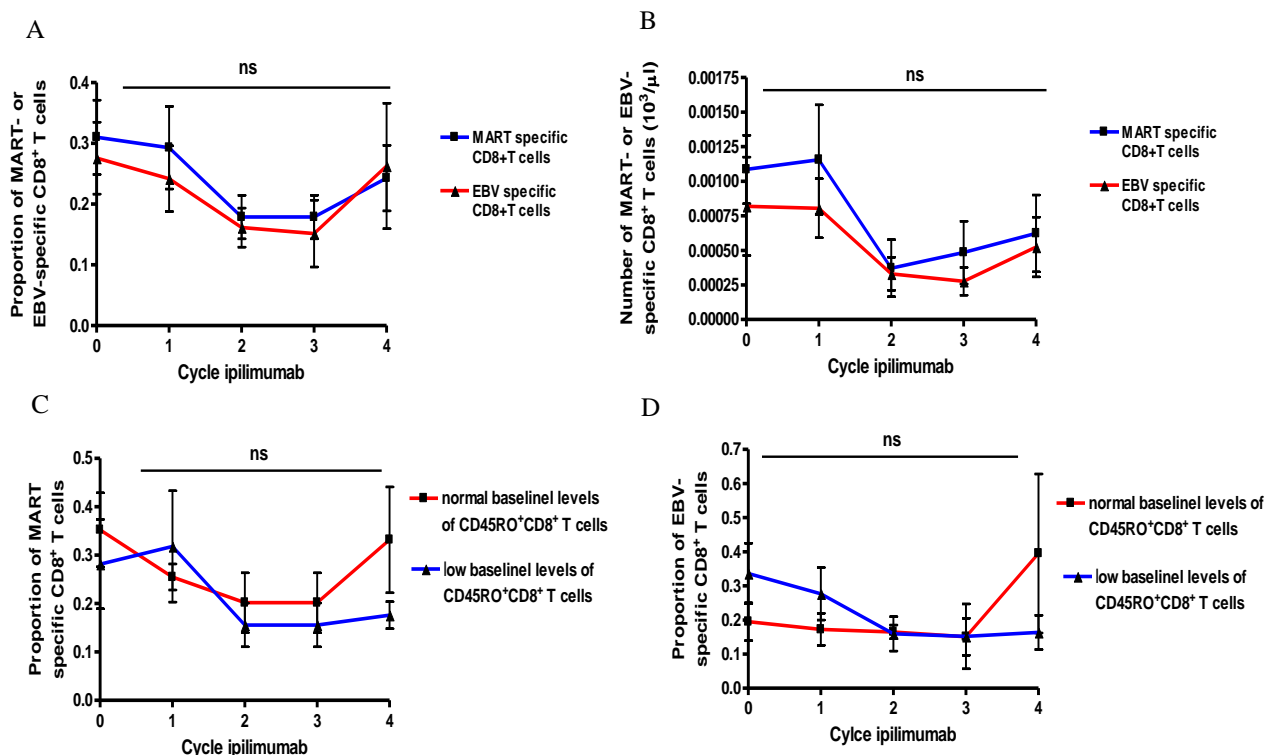 A
Proportion of MART- or
EBV-specific CD8⁺ T cells
0.4
0.3
0.2
0.1
0.0
ns
0 1 2 3 4
Cycle ipilimumab
MART specific
CD8+T cells
EBV specific
CD8+T cells
B
Number of MART- or EBV-
specific CD8⁺ T cells (10³/µl)
0.00175
0.00150
0.00125
0.00100
0.00075
0.00050
0.00025
0.00000
ns
0 1 2 3 4
Cycle ipilimumab
MART specific
CD8+T cells
EBV specific
CD8+T cells
C
Proportion of MART
specific CD8⁺ T cells
0.5
0.4
0.3
0.2
0.1
0.0
ns
0 1 2 3 4
Cycle ipilimumab
normal baselinel levels
of CD45RO⁺CD8⁺ T cells
low baselinel levels of
CD45RO⁺CD8⁺ T cells
D
Proportion of EBV-
specific CD8⁺ T cells
0.7
0.6
0.5
0.4
0.3
0.2
0.1
0.0
ns
0 1 2 3 4
Cylce ipilimumab
normal baselinel levels of
CD45RO⁺CD8⁺ T cells
low baselinel levels of
CD45RO⁺CD8⁺ T cells